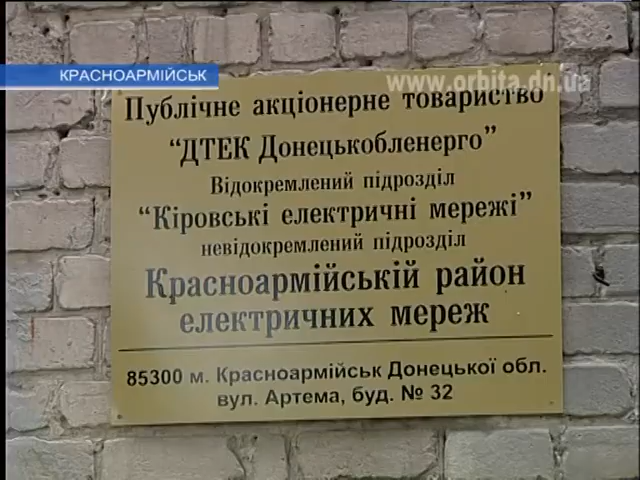 www.orbita.dn.ua
КРАСНОАРМІЙСЬК
Публічне акціонерне товариство
“ДТЕК Донецькобленерго”
Відокремлений підрозділ
“Кіровські електричні мережі”
невідокремлений підрозділ
Красноармійській район
електричних мереж
85300 м. Красноармійськ Донецької обл.
вул. Артема, буд. № 32